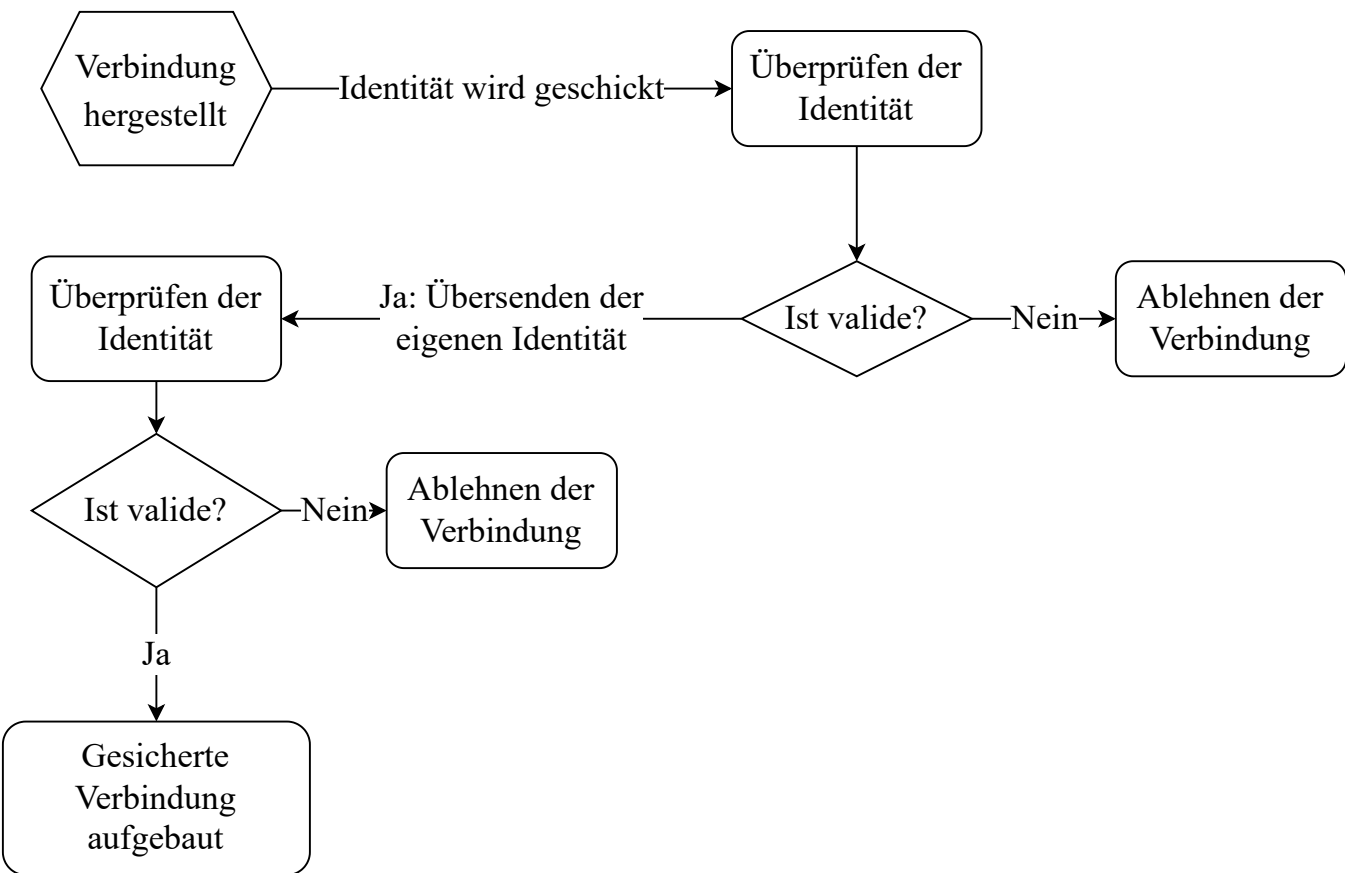 Verbindung
hergestellt
Identität wird geschickt
Überprüfen der
Identität
Überprüfen der
Identität
Ja: Übersenden der
eigenen Identität
Ist valide?
Nein
Ablehnen der
Verbindung
Ist valide?
Nein
Ablehnen der
Verbindung
Ja
Gesicherte
Verbindung
aufgebaut